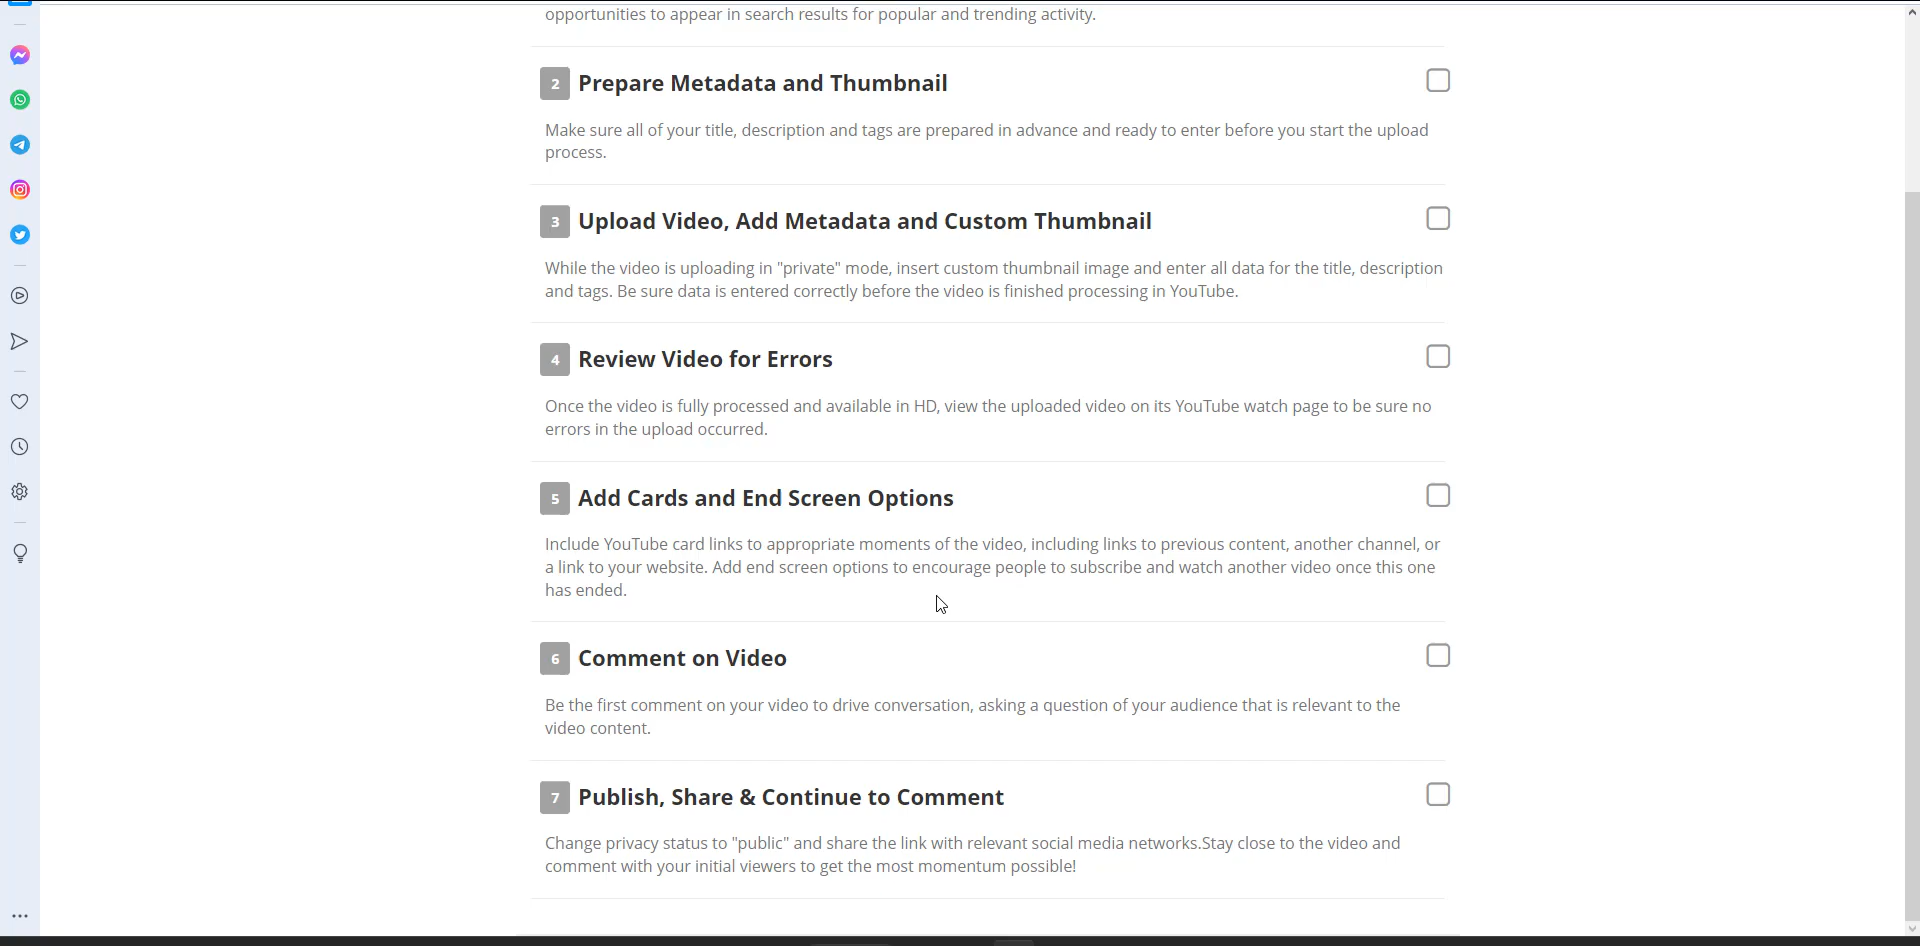 opportunities to appear in search results for popular and trending activity.
2 Prepare Metadata and Thumbnail
Make sure all of your title, description and tags are prepared in advance and ready to enter before you start the upload
process.
3 Upload Video, Add Metadata and Custom Thumbnail
While the video is uploading in "private" mode, insert custom thumbnail image and enter all data for the title, description
and tags. Be sure data is entered correctly before the video is finished processing in YouTube.
4 Review Video for Errors
Once the video is fully processed and available in HD, view the uploaded video on its YouTube watch page to be sure no
errors in the upload occurred.
5 Add Cards and End Screen Options
Include YouTube card links to appropriate moments of the video, including links to previous content, another channel, or
a link to your website. Add end screen options to encourage people to subscribe and watch another video once this one
has ended.
6 Comment on Video
Be the first comment on your video to drive conversation, asking a question of your audience that is relevant to the
video content.
7 Publish, Share & Continue to Comment
Change privacy status to "public" and share the link with relevant social media networks.Stay close to the video and
comment with your initial viewers to get the most momentum possible!